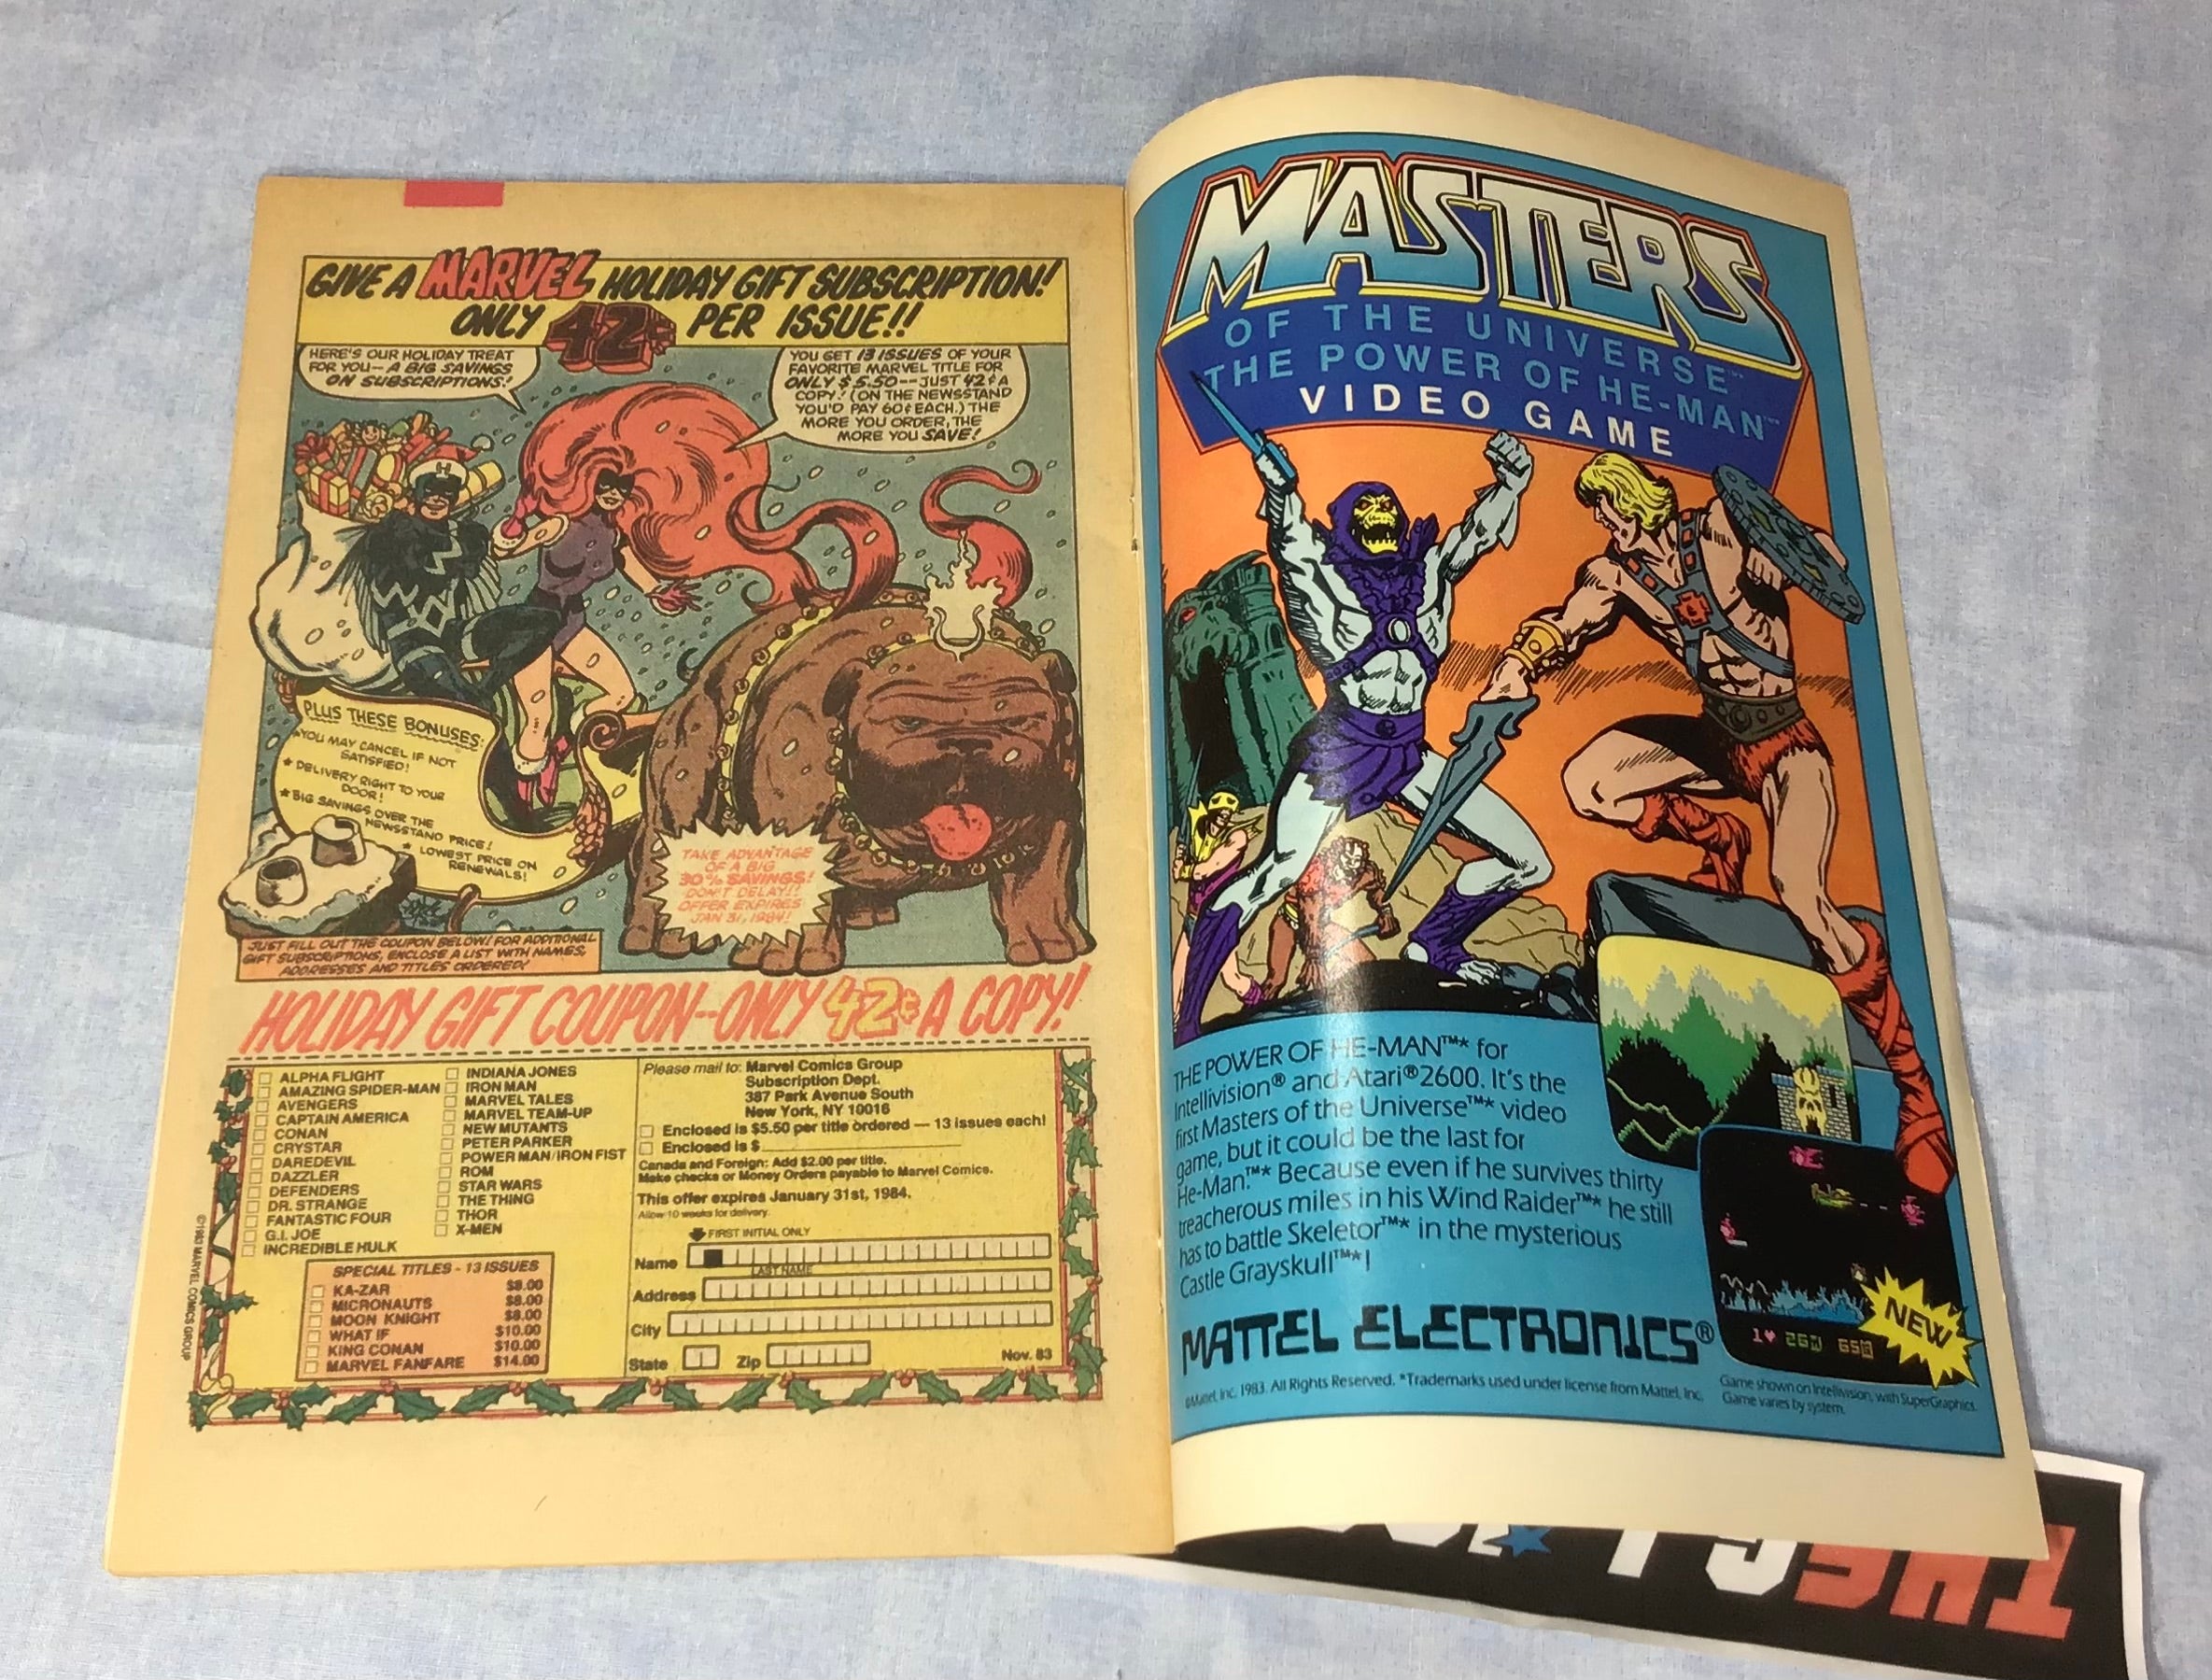 GIVE A MARVEL HOLIDAY GIFT SUBSCRIPTION!
ONLY 42¢ PER ISSUE!!
HERE'S OUR HOLIDAY TREAT
FOR YOU— A BIG SAVINGS
ON SUBSCRIPTIONS!
YOU GET 13 ISSUES OF YOUR
FAVORITE MARVEL TITLE FOR
ONLY $5.50--JUST 42¢ A
COPY! (ON THE NEWSSTAND
YOU'D PAY 60¢ EACH.) THE
MORE YOU ORDER, THE
MORE YOU SAVE!
H
PLUS THESE BONUSES:
★YOU MAY CANCEL IF NOT
SATISFIED!
★ DELIVERY RIGHT TO YOUR
DOOR!
★BIG SAVINGS OVER THE
NEWSSTAND PRICE!
★ LOWEST PRICE ON
RENEWALS!
TAKE ADVANTAGE
OF A BIG
30% SAVINGS!
DON'T DELAY!!
OFFER EXPIRES
JAN 31, 1984!
JUST FILL OUT THE COUPON BELOW! FOR ADDITIONAL
GIFT SUBSCRIPTIONS, ENCLOSE A LIST WITH NAMES,
ADDRESSES AND TITLES ORDERED!
HOLIDAY GIFT COUPON--ONLY 42¢ A COPY!
ALPHA FLIGHT
AMAZING SPIDER-MAN
AVENGERS
CAPTAIN AMERICA
CONAN
CRYSTAR
DAREDEVIL
DAZZLER
DEFENDERS
DR. STRANGE
FANTASTIC FOUR
G.I. JOE
INCREDIBLE HULK
INDIANA JONES
IRON MAN
MARVEL TALES
MARVEL TEAM-UP
NEW MUTANTS
PETER PARKER
POWER MAN/IRON FIST
ROM
STAR WARS
THE THING
THOR
X-MEN
SPECIAL TITLES - 13 ISSUES
KA-ZAR $8.00
MICRONAUTS $8.00
MOON KNIGHT $8.00
WHAT IF $10.00
KING CONAN $10.00
MARVEL FANFARE $14.00
Please mail to: Marvel Comics Group
Subscription Dept.
387 Park Avenue South
New York, NY 10016
Enclosed is $5.50 per title ordered — 13 issues each!
Enclosed is $
Canada and Foreign: Add $2.00 per title.
Make checks or Money Orders payable to Marvel Comics.
This offer expires January 31st, 1984.
Allow 10 weeks for delivery.
FIRST INITIAL ONLY
Name
LAST NAME
Address
City
State Zip
Nov. 83
©1983 MARVEL COMICS GROUP
MASTERS
OF THE UNIVERSE™
THE POWER OF HE-MAN™
VIDEO GAME
THE POWER OF HE-MAN™* for
Intellivision® and Atari® 2600. It's the
first Masters of the Universe™* video
game, but it could be the last for
He-Man.™* Because even if he survives thirty
treacherous miles in his Wind Raider™* he still
has to battle Skeletor™* in the mysterious
Castle Grayskull™*!
MATTEL ELECTRONICS®
NEW
©Mattel, Inc. 1983. All Rights Reserved. *Trademarks used under license from Mattel, Inc.
Game shown on Intellivision, with SuperGraphics.
Game varies by system.
THE